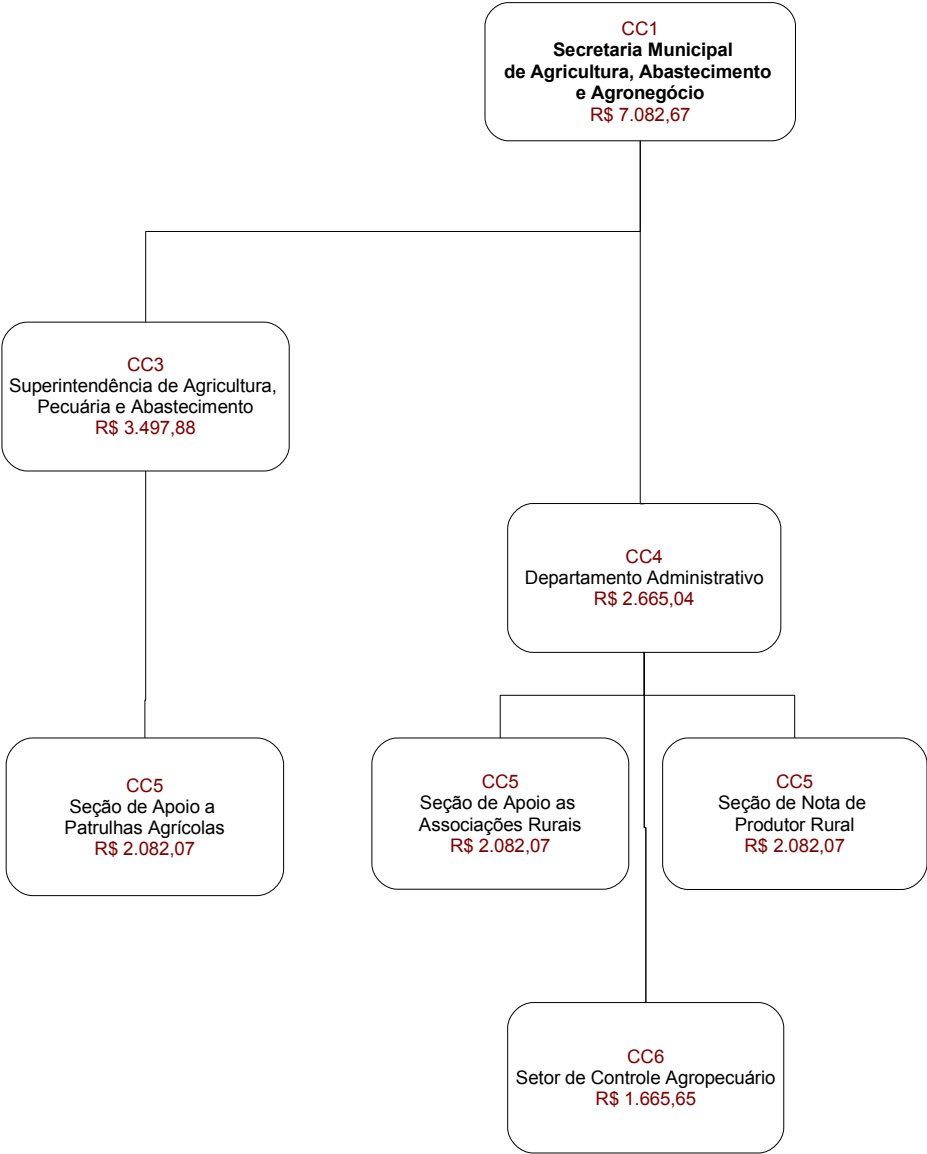 CC1
Secretaria Municipal
de Agricultura, Abastecimento
e Agronegócio
R$ 7.082,67
CC3
Superintendência de Agricultura,
Pecuária e Abastecimento
R$ 3.497,88
CC4
Departamento Administrativo
R$ 2.665,04
CC5
Seção de Apoio a
Patrulhas Agrícolas
R$ 2.082,07
CC5
Seção de Apoio as
Associações Rurais
R$ 2.082,07
CC5
Seção de Nota de
Produtor Rural
R$ 2.082,07
CC6
Setor de Controle Agropecuário
R$ 1.665,65